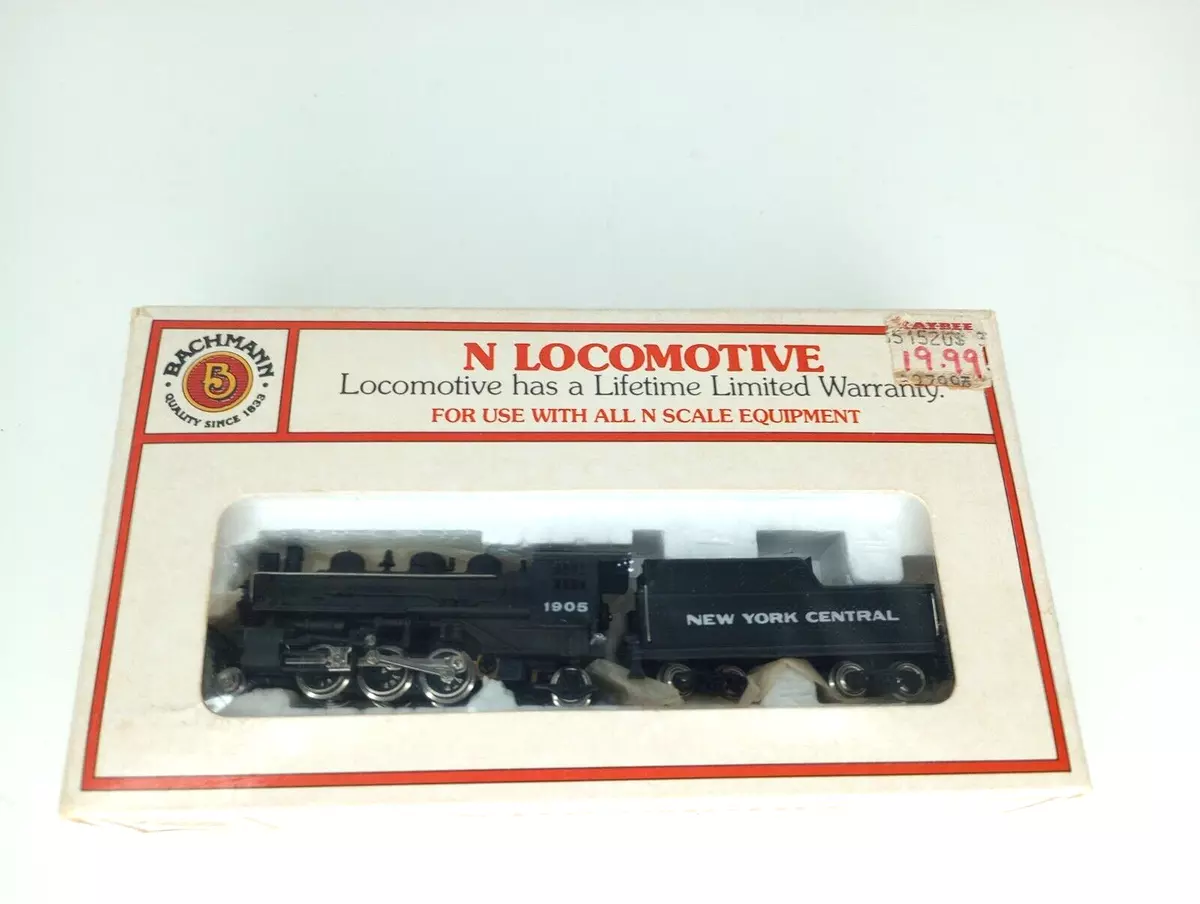 BACHMANN
B
QUALITY SINCE 1833
N LOCOMOTIVE
Locomotive has a Lifetime Limited Warranty.
FOR USE WITH ALL N SCALE EQUIPMENT
19.99
1905
NEW YORK CENTRAL